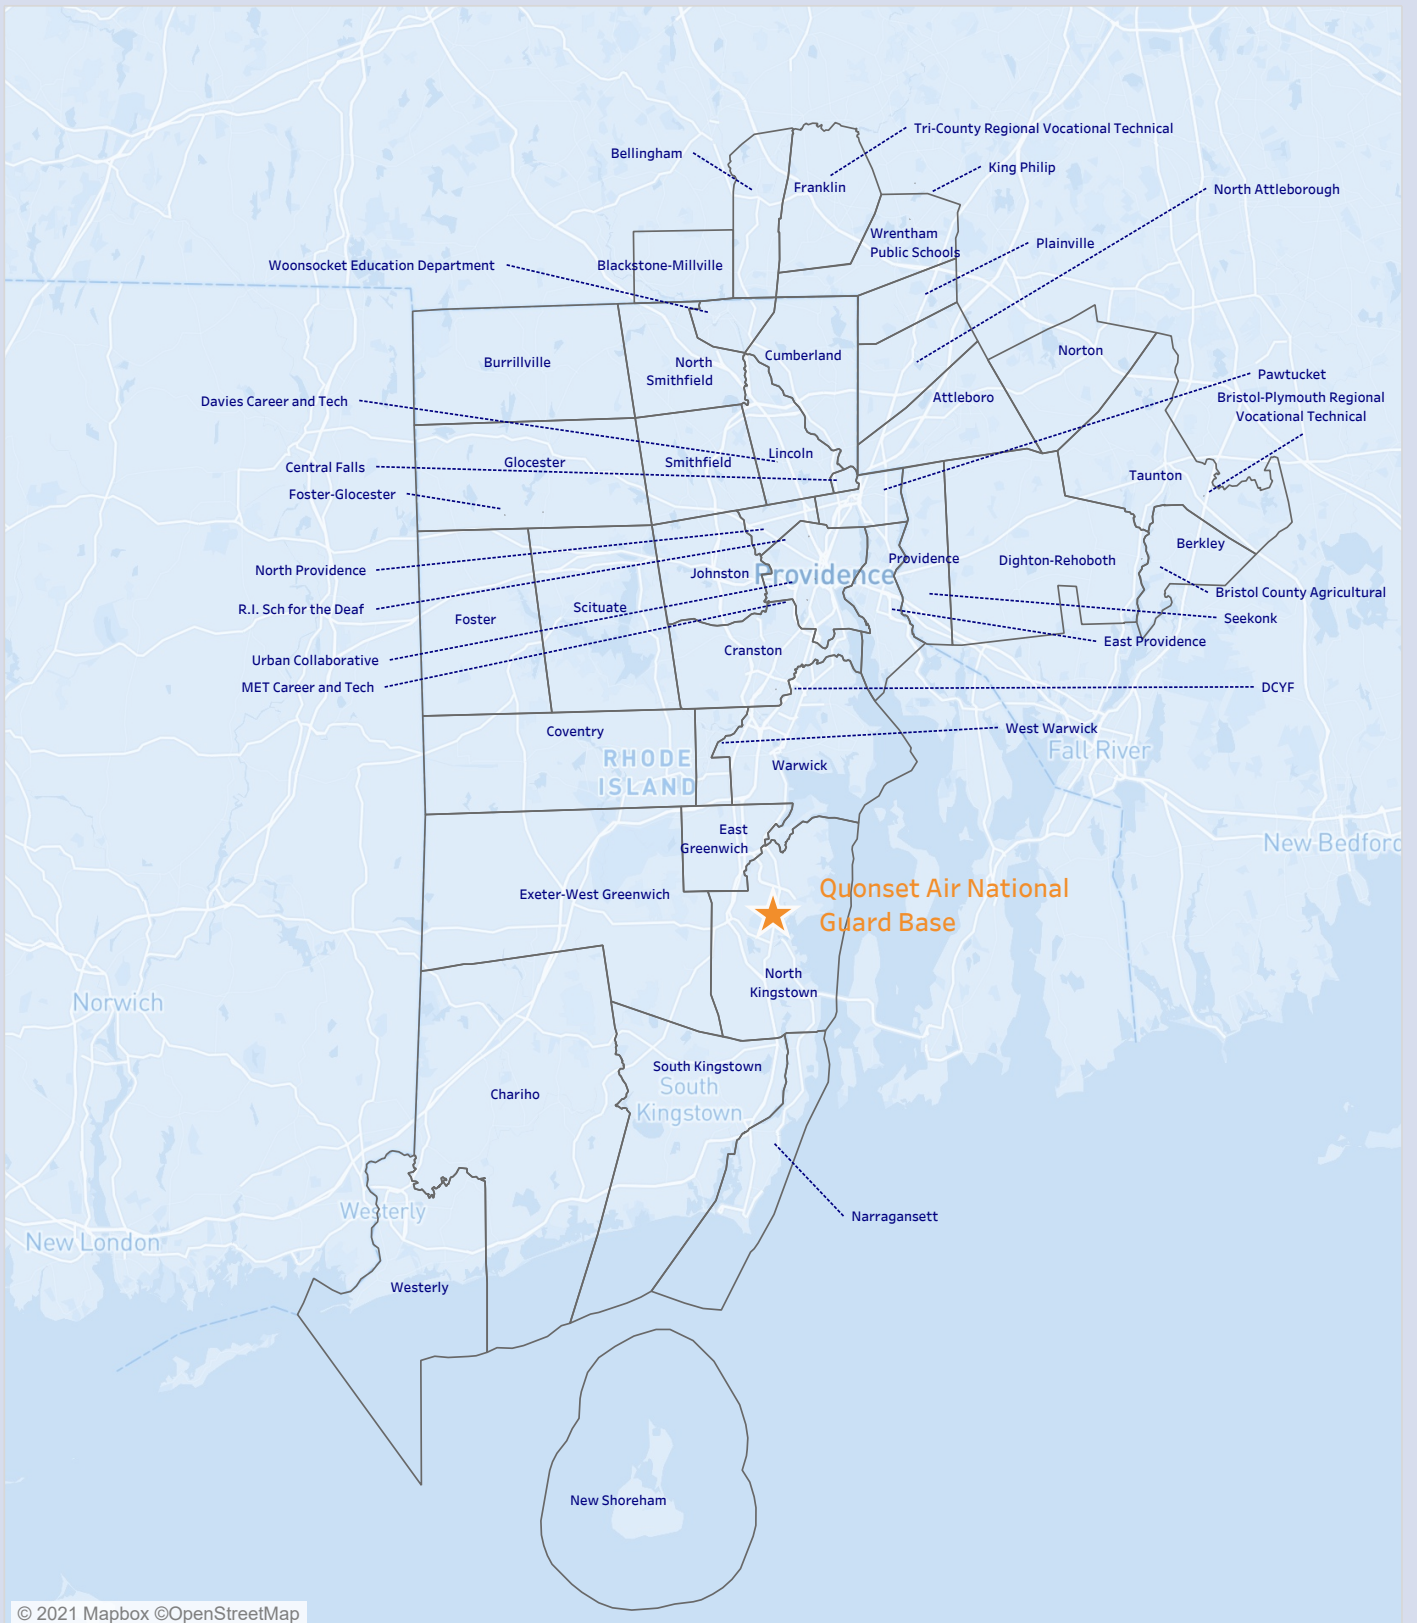 Tri-County Regional Vocational Technical
Bellingham
King Philip
Franklin
North Attleborough
Wrentham
Public Schools
Plainville
Woonsocket Education Department
Blackstone-Millville
Burrillville
North
Smithfield
Cumberland
Norton
Pawtucket
Davies Career and Tech
Attleboro
Bristol-Plymouth Regional
Vocational Technical
Central Falls
Glocester
Smithfield
Lincoln
Taunton
Foster-Glocester
Berkley
North Providence
Johnston
Providence
Providence
Dighton-Rehoboth
Bristol County Agricultural
R.I. Sch for the Deaf
Foster
Scituate
Seekonk
East Providence
Urban Collaborative
Cranston
MET Career and Tech
DCYF
Coventry
West Warwick
RHODE
ISLAND
Warwick
Fall River
East
Greenwich
New Bedford
Exeter-West Greenwich
Quonset Air National
Guard Base
Norwich
North
Kingstown
South Kingstown
South
Kingstown
Chariho
Westerly
Narragansett
New London
Westerly
New Shoreham
© 2021 Mapbox ©OpenStreetMap